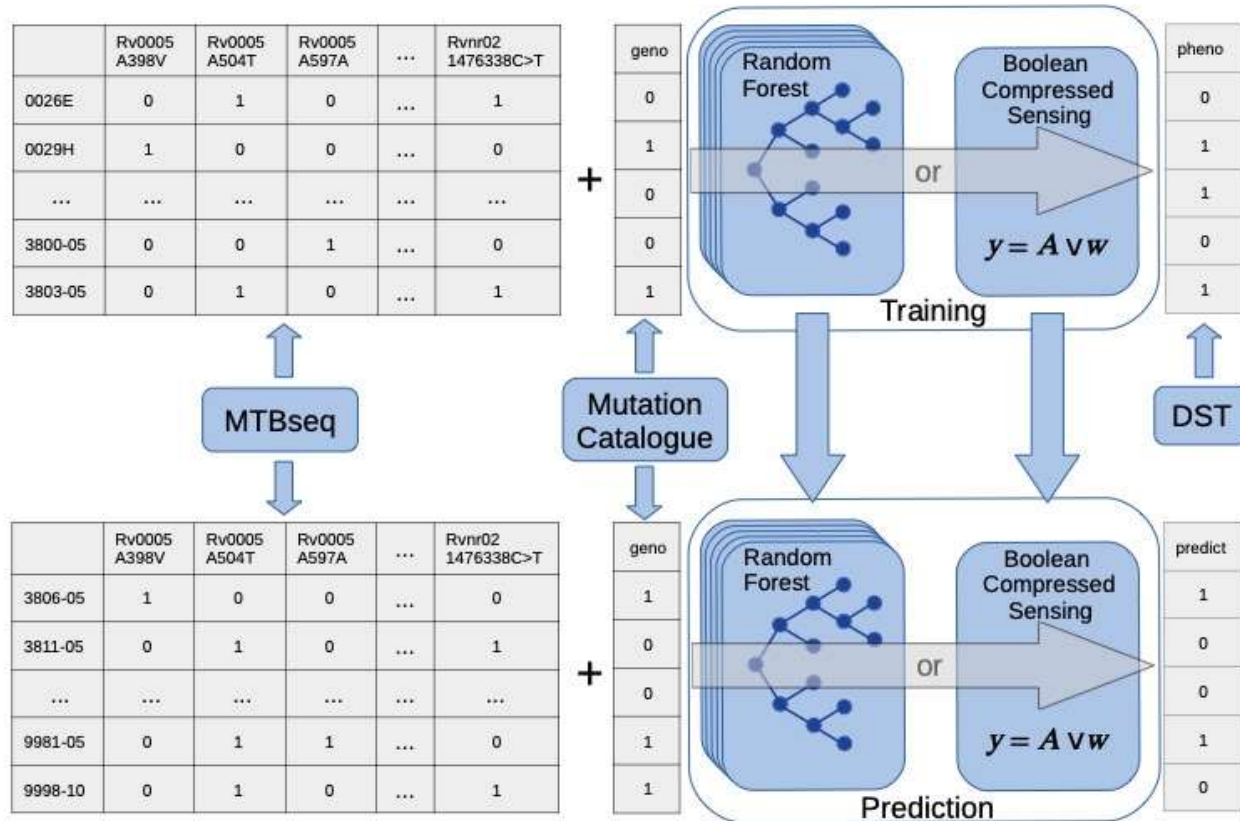 Rv0005 Rv0005 Rv0005 ... Rvnr02
A398V A504T A597A 1476338C>T
0026E 0 1 0 ... 1
0029H 1 0 0 ... 0
... ... ... ... ... ...
3800-05 0 0 1 ... 0
3803-05 0 1 0 ... 1
+
geno
0
1
0
0
1
Random
Forest
or
Boolean
Compressed
Sensing
y = A ∨ w
Training
pheno
0
1
1
0
1
MTBseq
Mutation
Catalogue
DST
Rv0005 Rv0005 Rv0005 ... Rvnr02
A398V A504T A597A 1476338C>T
3806-05 1 0 0 ... 0
3811-05 0 1 0 ... 1
... ... ... ... ... ...
9981-05 0 1 1 ... 0
9998-10 0 1 0 ... 1
+
geno
1
0
0
1
1
Random
Forest
or
Boolean
Compressed
Sensing
y = A ∨ w
Prediction
predict
1
0
0
1
0